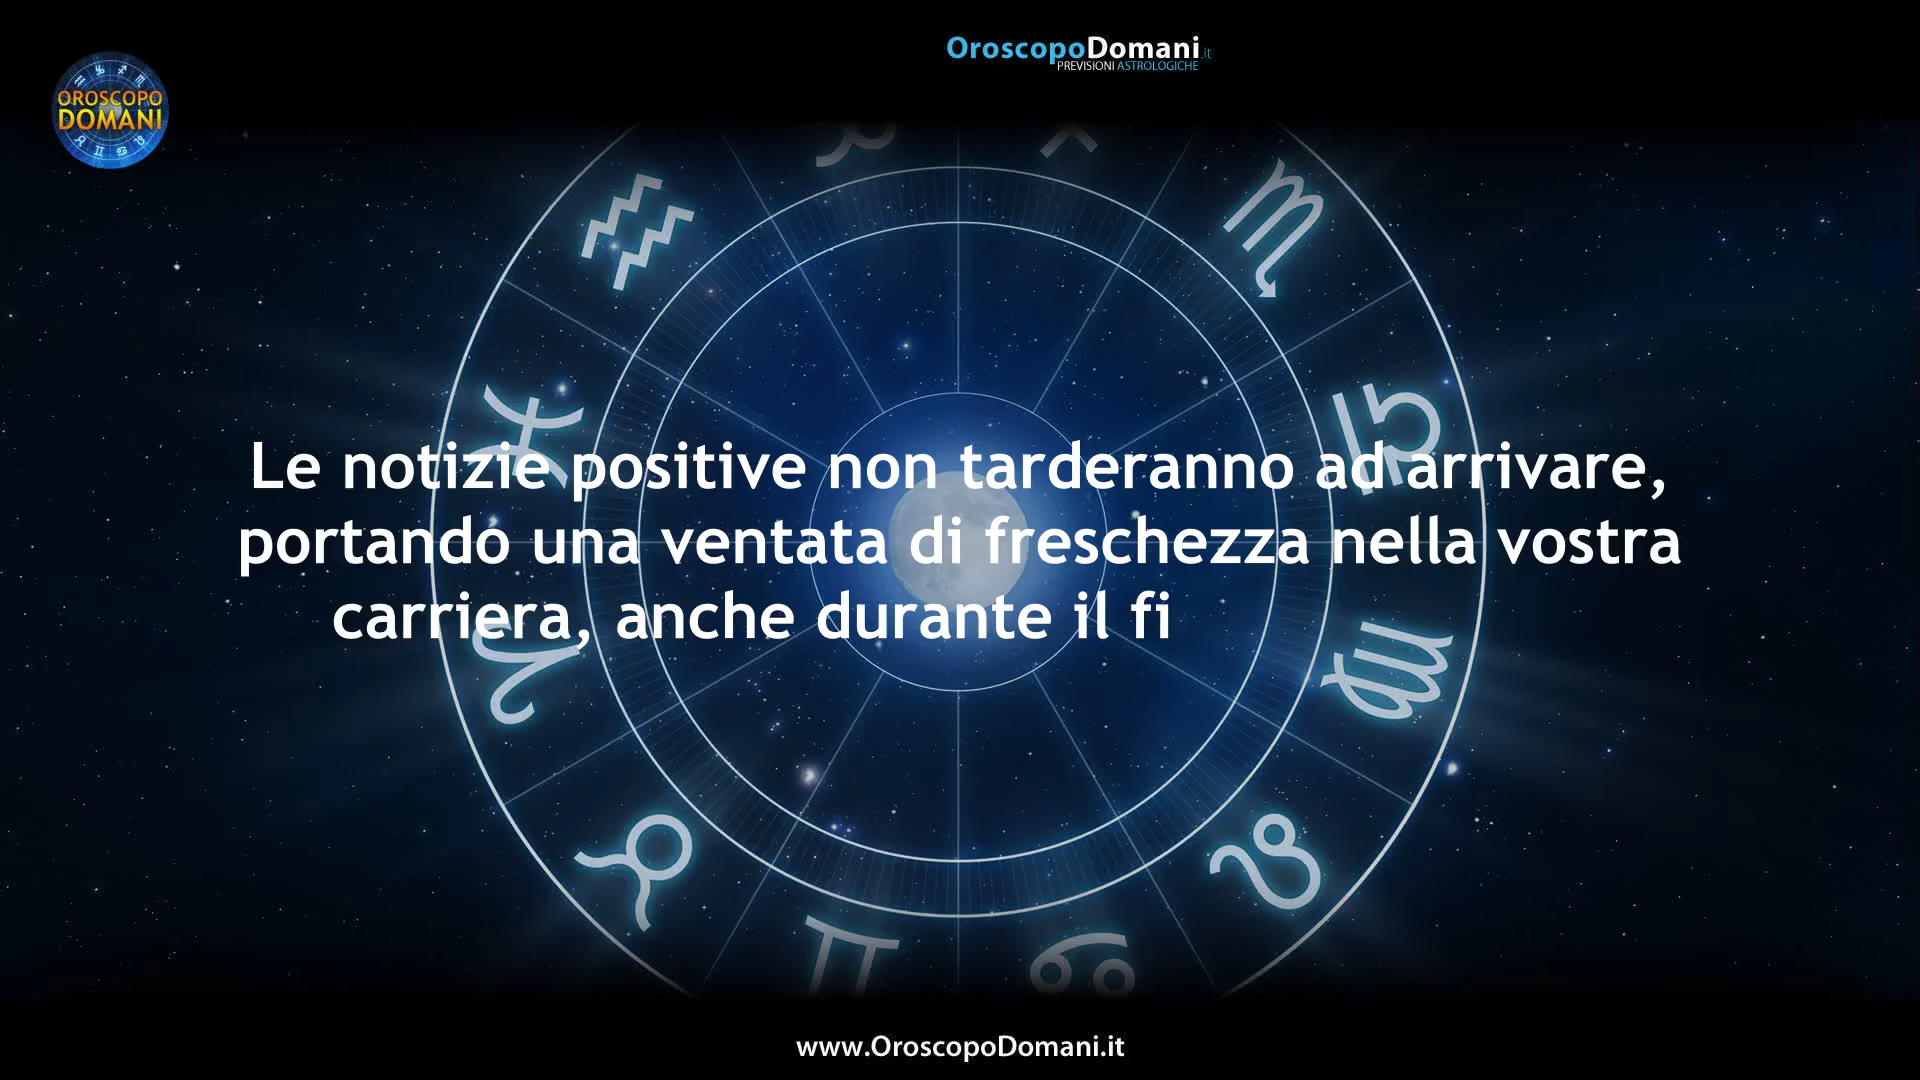 OroscopoDomani.it
PREVISIONI ASTROLOGICHE
OROSCOPO
DOMANI
Le notizie positive non tarderanno ad arrivare,
portando una ventata di freschezza nella vostra
carriera, anche durante il fi
www.OroscopoDomani.it